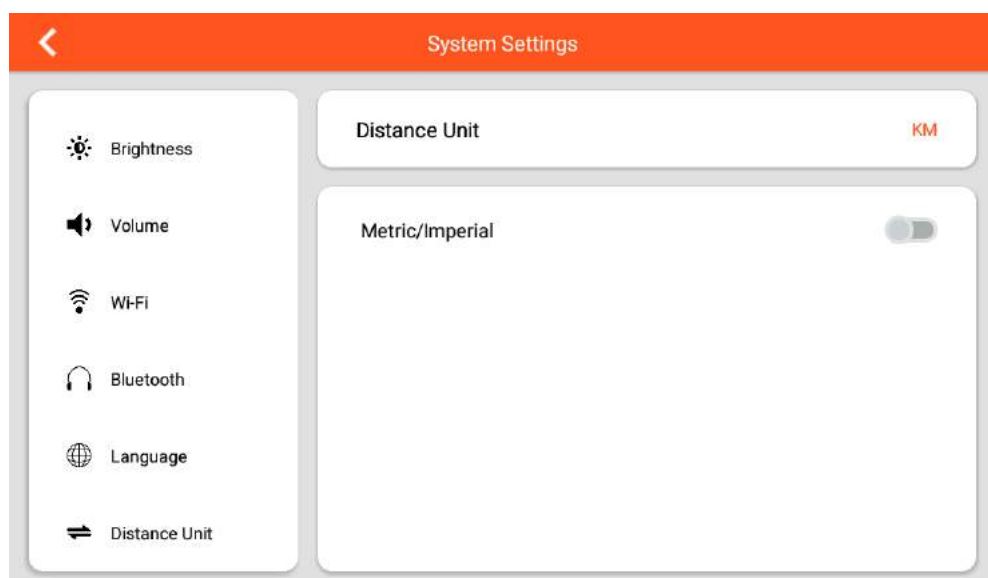 System Settings
Brightness
Volume
Wi-Fi
Bluetooth
Language
Distance Unit
Distance Unit KM
Metric/Imperial